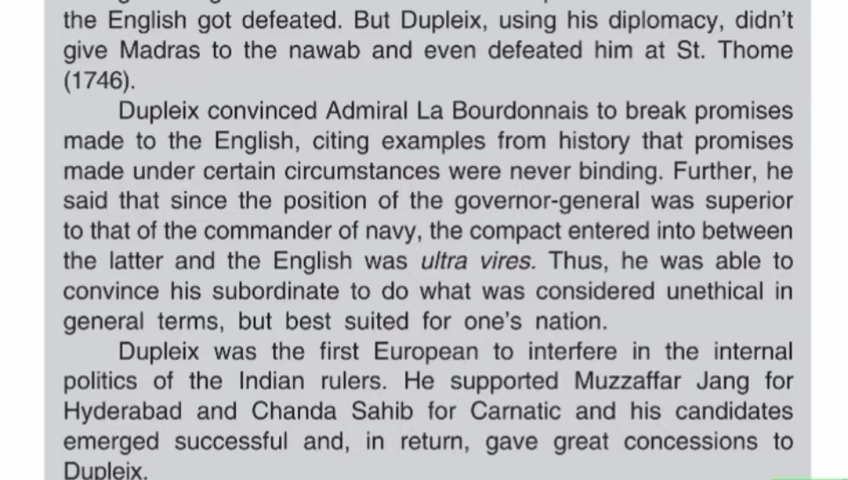 the English got defeated. But Dupleix, using his diplomacy, didn't
give Madras to the nawab and even defeated him at St. Thome
(1746).
Dupleix convinced Admiral La Bourdonnais to break promises
made to the English, citing examples from history that promises
made under certain circumstances were never binding. Further, he
said that since the position of the governor-general was superior
to that of the commander of navy, the compact entered into between
the latter and the English was ultra vires. Thus, he was able to
convince his subordinate to do what was considered unethical in
general terms, but best suited for one's nation.
Dupleix was the first European to interfere in the internal
politics of the Indian rulers. He supported Muzzaffar Jang for
Hyderabad and Chanda Sahib for Carnatic and his candidates
emerged successful and, in return, gave great concessions to
Dupleix.